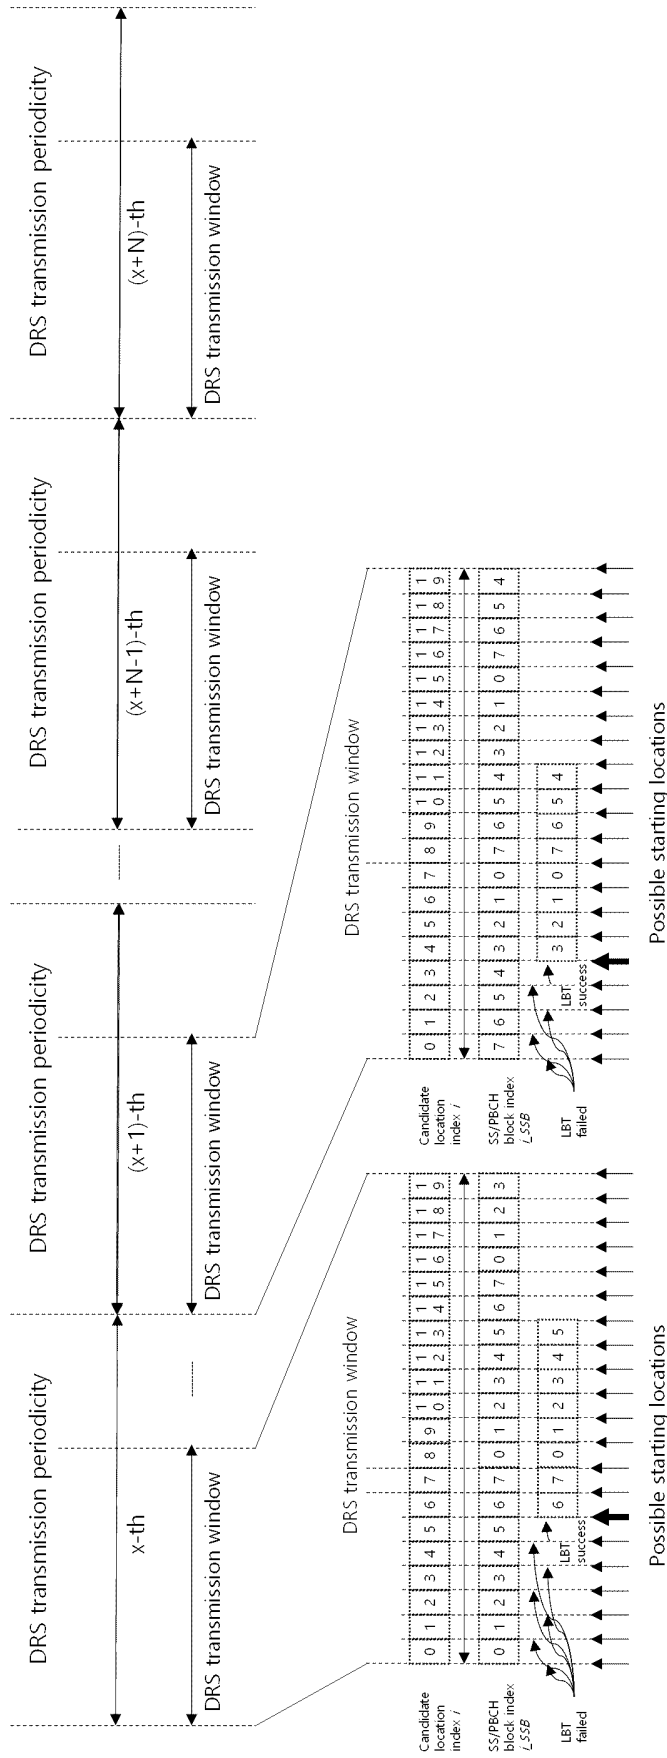 DRS transmission periodicity
DRS transmission periodicity
DRS transmission periodicity
DRS transmission periodicity
x-th
(x+1)-th
(x+N-1)-th
(x+N)-th
DRS transmission window
DRS transmission window
DRS transmission window
DRS transmission window
DRS transmission window
Candidate
location
index i
0 1 2 3 4 5 6 7 8 9 10 11 12 13 14 15 16 17 18 19
SS/PBCH
block index
i_SSB
0 1 2 3 4 5 6 7 0 1 2 3 4 5 6 7 0 1 2 3
6 7 0 1 2 3 4 5
LBT
failed
LBT
success
Possible starting locations
DRS transmission window
Candidate
location
index i
0 1 2 3 4 5 6 7 8 9 10 11 12 13 14 15 16 17 18 19
SS/PBCH
block index
i_SSB
7 6 5 4 3 2 1 0 7 6 5 4 3 2 1 0 7 6 5 4
3 2 1 0 7 6 5 4
LBT
failed
LBT
success
Possible starting locations